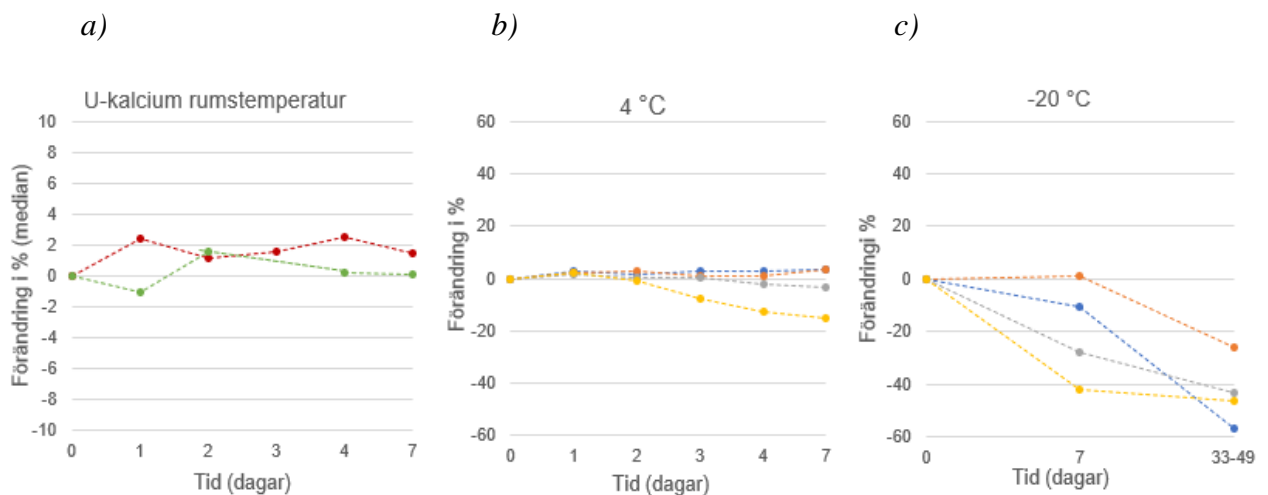 a)
b)
c)
U-kalcium rumstemperatur
4 °C
-20 °C
Förändring i % (median)
10
8
6
4
2
0
-2
-4
-6
-8
-10
0 1 2 3 4 7
Tid (dagar)
Förändring i %
60
40
20
0
-20
-40
-60
0 1 2 3 4 7
Tid (dagar)
Förändringi %
60
40
20
0
-20
-40
-60
0 7 33-49
Tid (dagar)